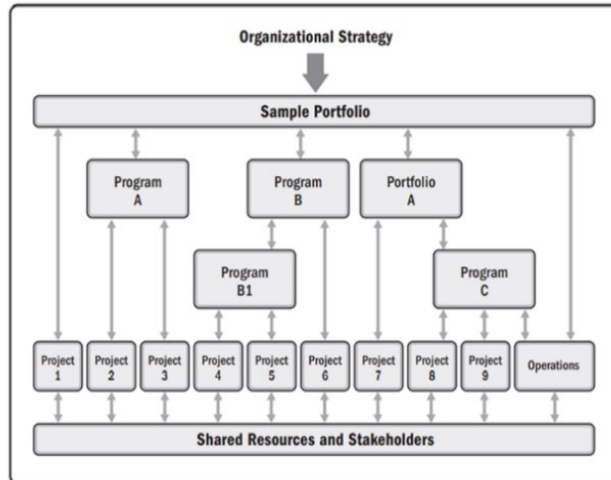 Organizational Strategy
Sample Portfolio
Program
A
Program
B
Portfolio
A
Program
B1
Program
C
Project
1
Project
2
Project
3
Project
4
Project
5
Project
6
Project
7
Project
8
Project
9
Operations
Shared Resources and Stakeholders